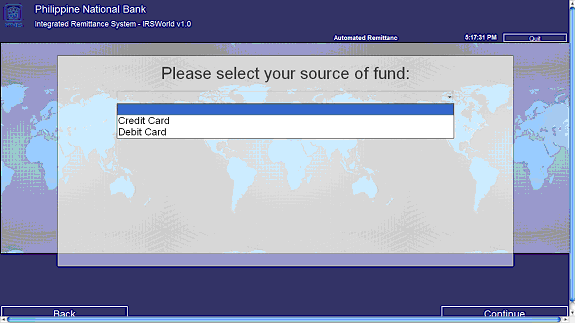 Philippine National Bank
Integrated Remittance System - IRSWorld v1.0
Automated Remittanc 5:17:31 PM Quit
Please select your source of fund:
Credit Card
Debit Card
Back Continue